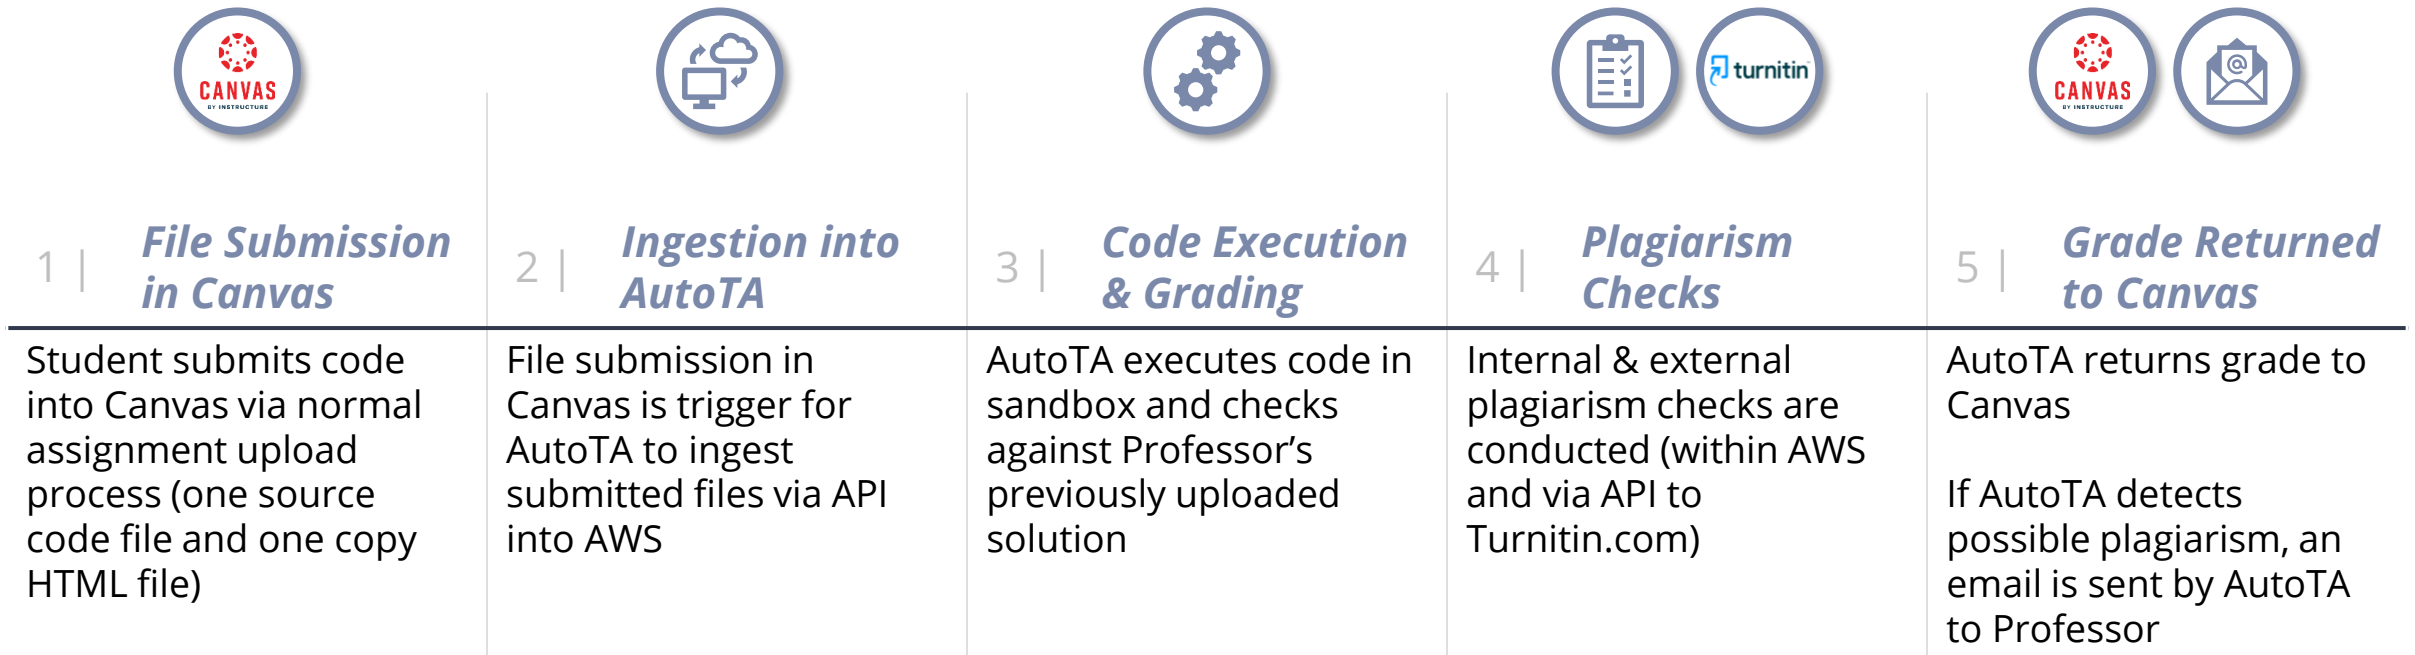 CANVAS
BY INSTRUCTURE
turnitin
CANVAS
BY INSTRUCTURE
@
1 |
File Submission
in Canvas
2 |
Ingestion into
AutoTA
3 |
Code Execution
& Grading
4 |
Plagiarism
Checks
5 |
Grade Returned
to Canvas
Student submits code
into Canvas via normal
assignment upload
process (one source
code file and one copy
HTML file)
File submission in
Canvas is trigger for
AutoTA to ingest
submitted files via API
into AWS
AutoTA executes code in
sandbox and checks
against Professor’s
previously uploaded
solution
Internal & external
plagiarism checks are
conducted (within AWS
and via API to
Turnitin.com)
AutoTA returns grade to
Canvas
If AutoTA detects
possible plagiarism, an
email is sent by AutoTA
to Professor